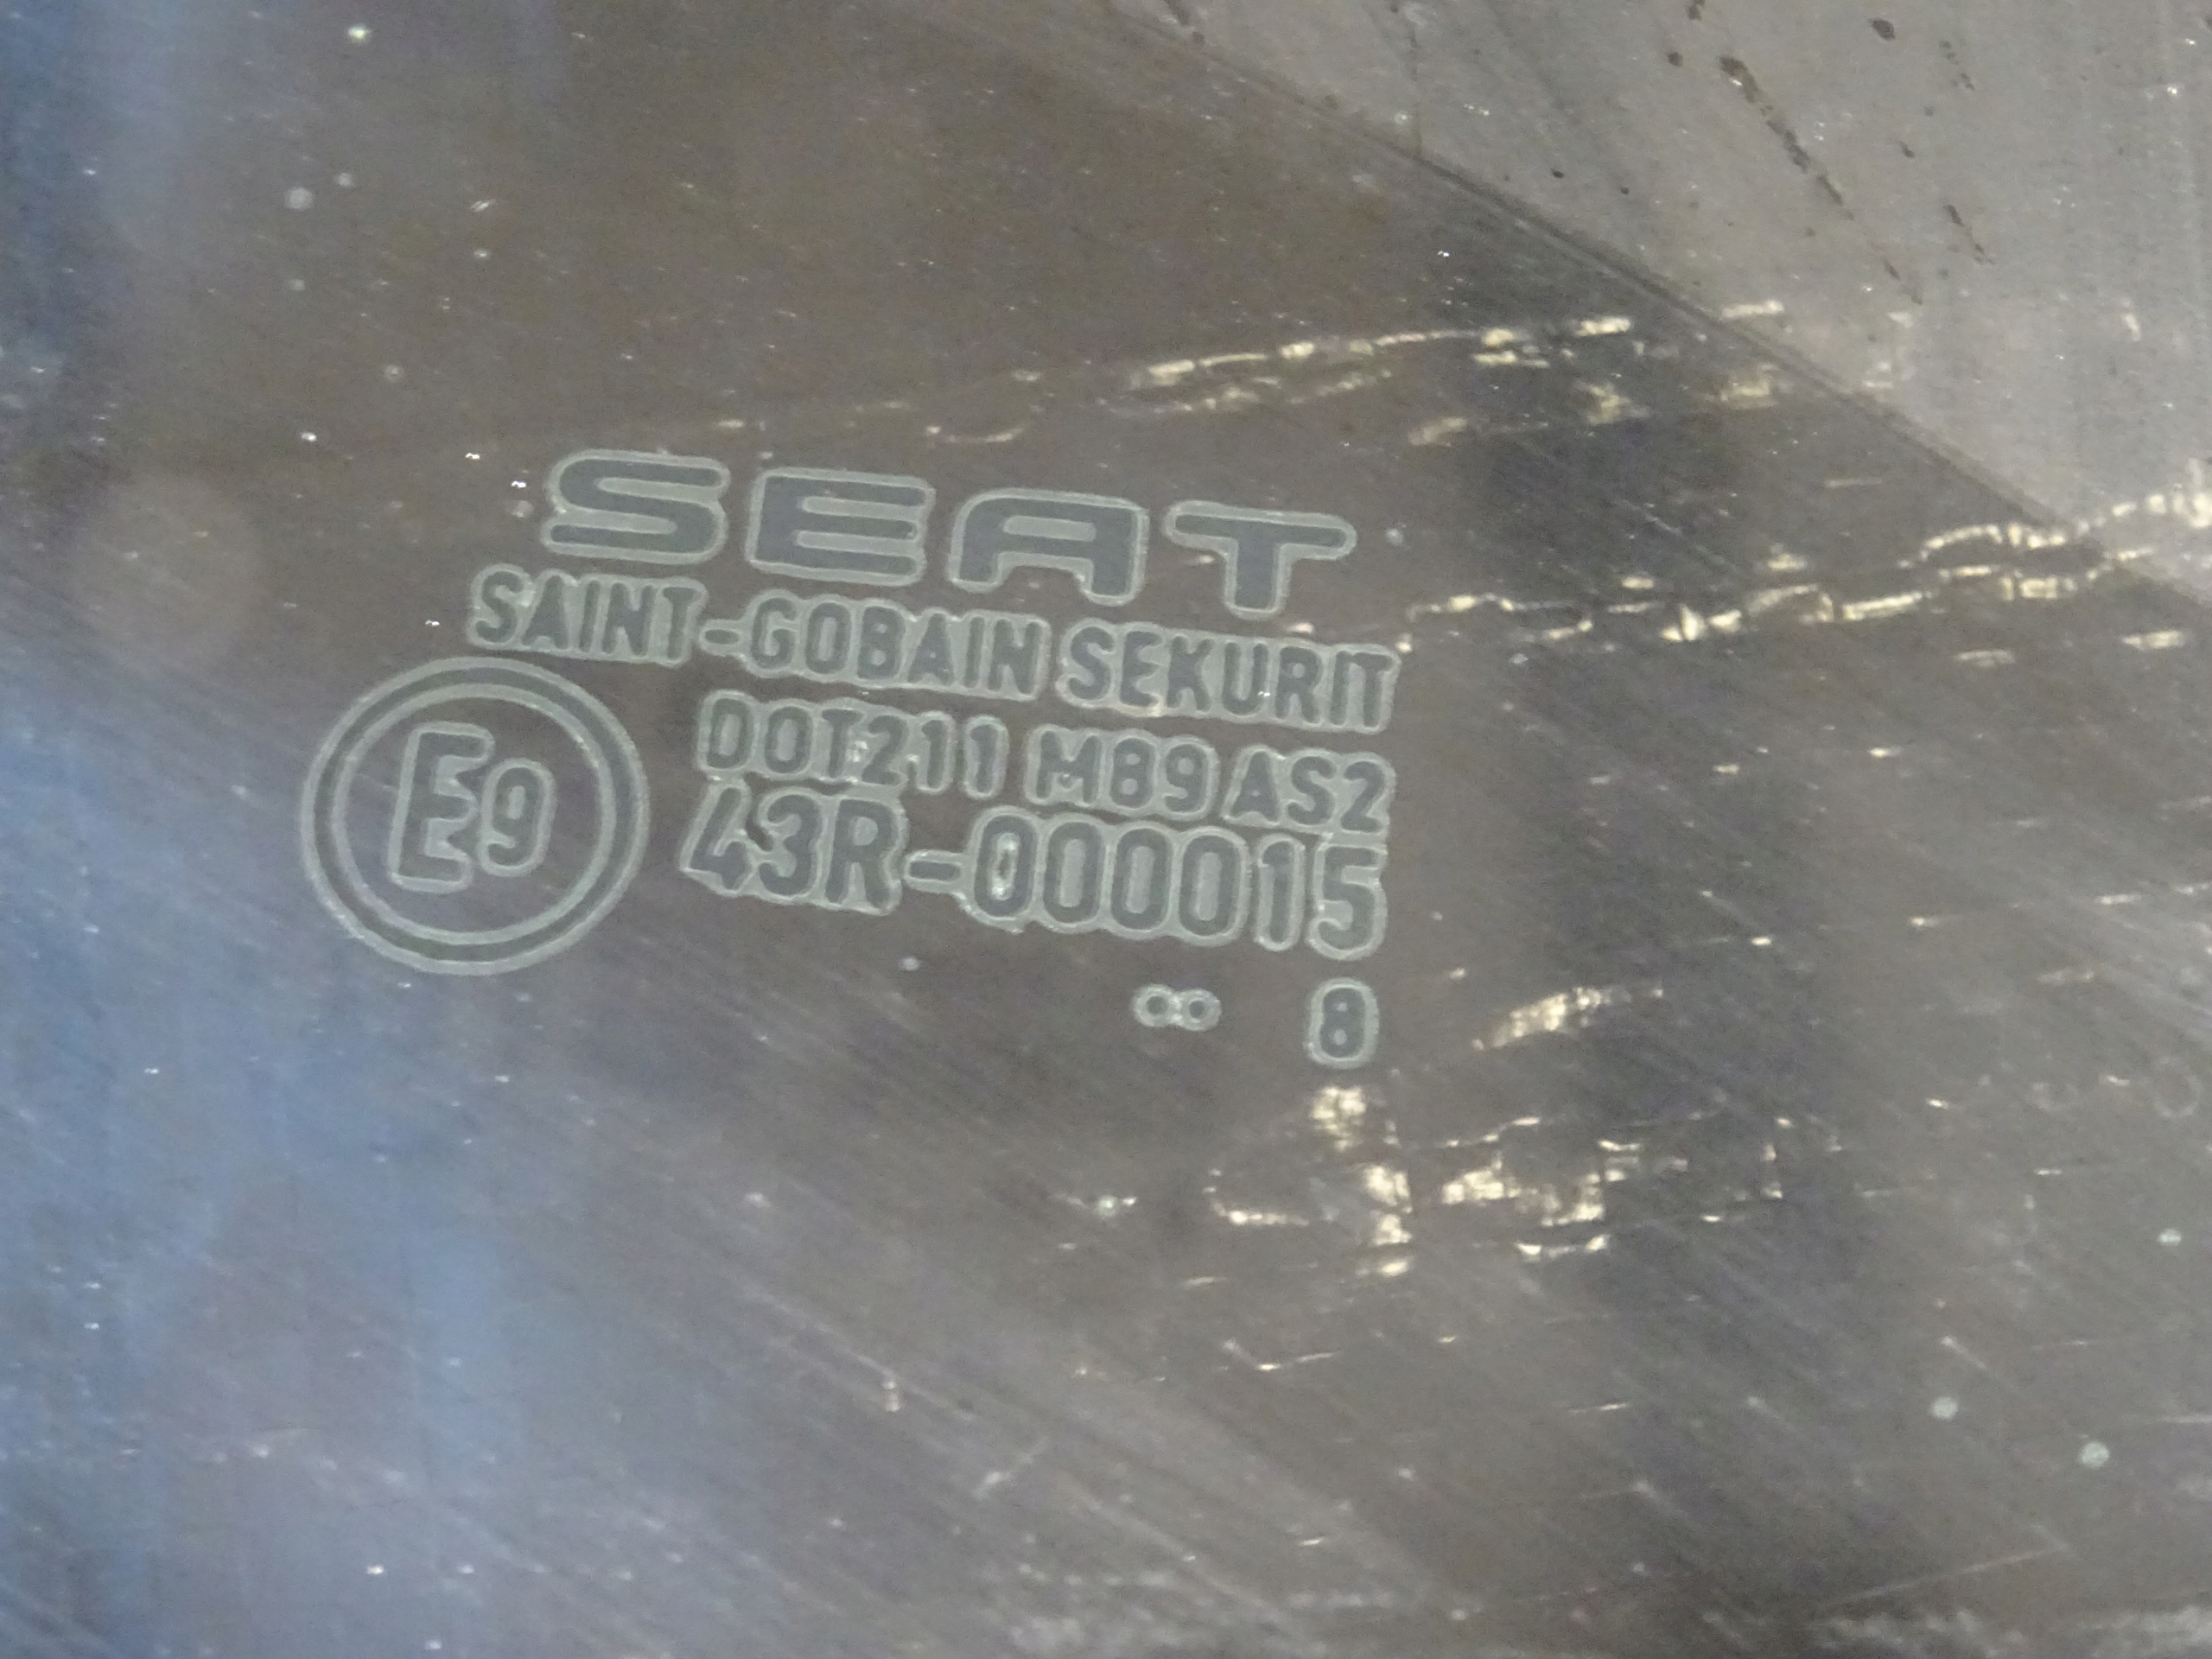 SEAT
SAINT-GOBAIN SEKURIT
E9 DOT211 M89 AS2
43R-000015
∞ 8